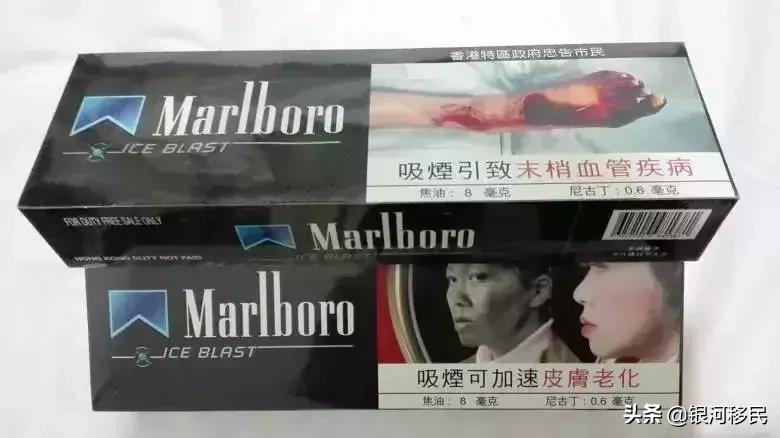 香港特區政府忠告市民
Marlboro
ICE BLAST
吸煙引致末梢血管疾病
焦油: 8 毫克 尼古丁: 0.6 毫克
FOR DUTY FREE SALE ONLY
HONG KONG DUTY NOT PAID
Marlboro
ICE BLAST
Marlboro
ICE BLAST
吸煙可加速皮膚老化
焦油: 8 毫克 尼古丁: 0.6 毫克
头条 @银河移民